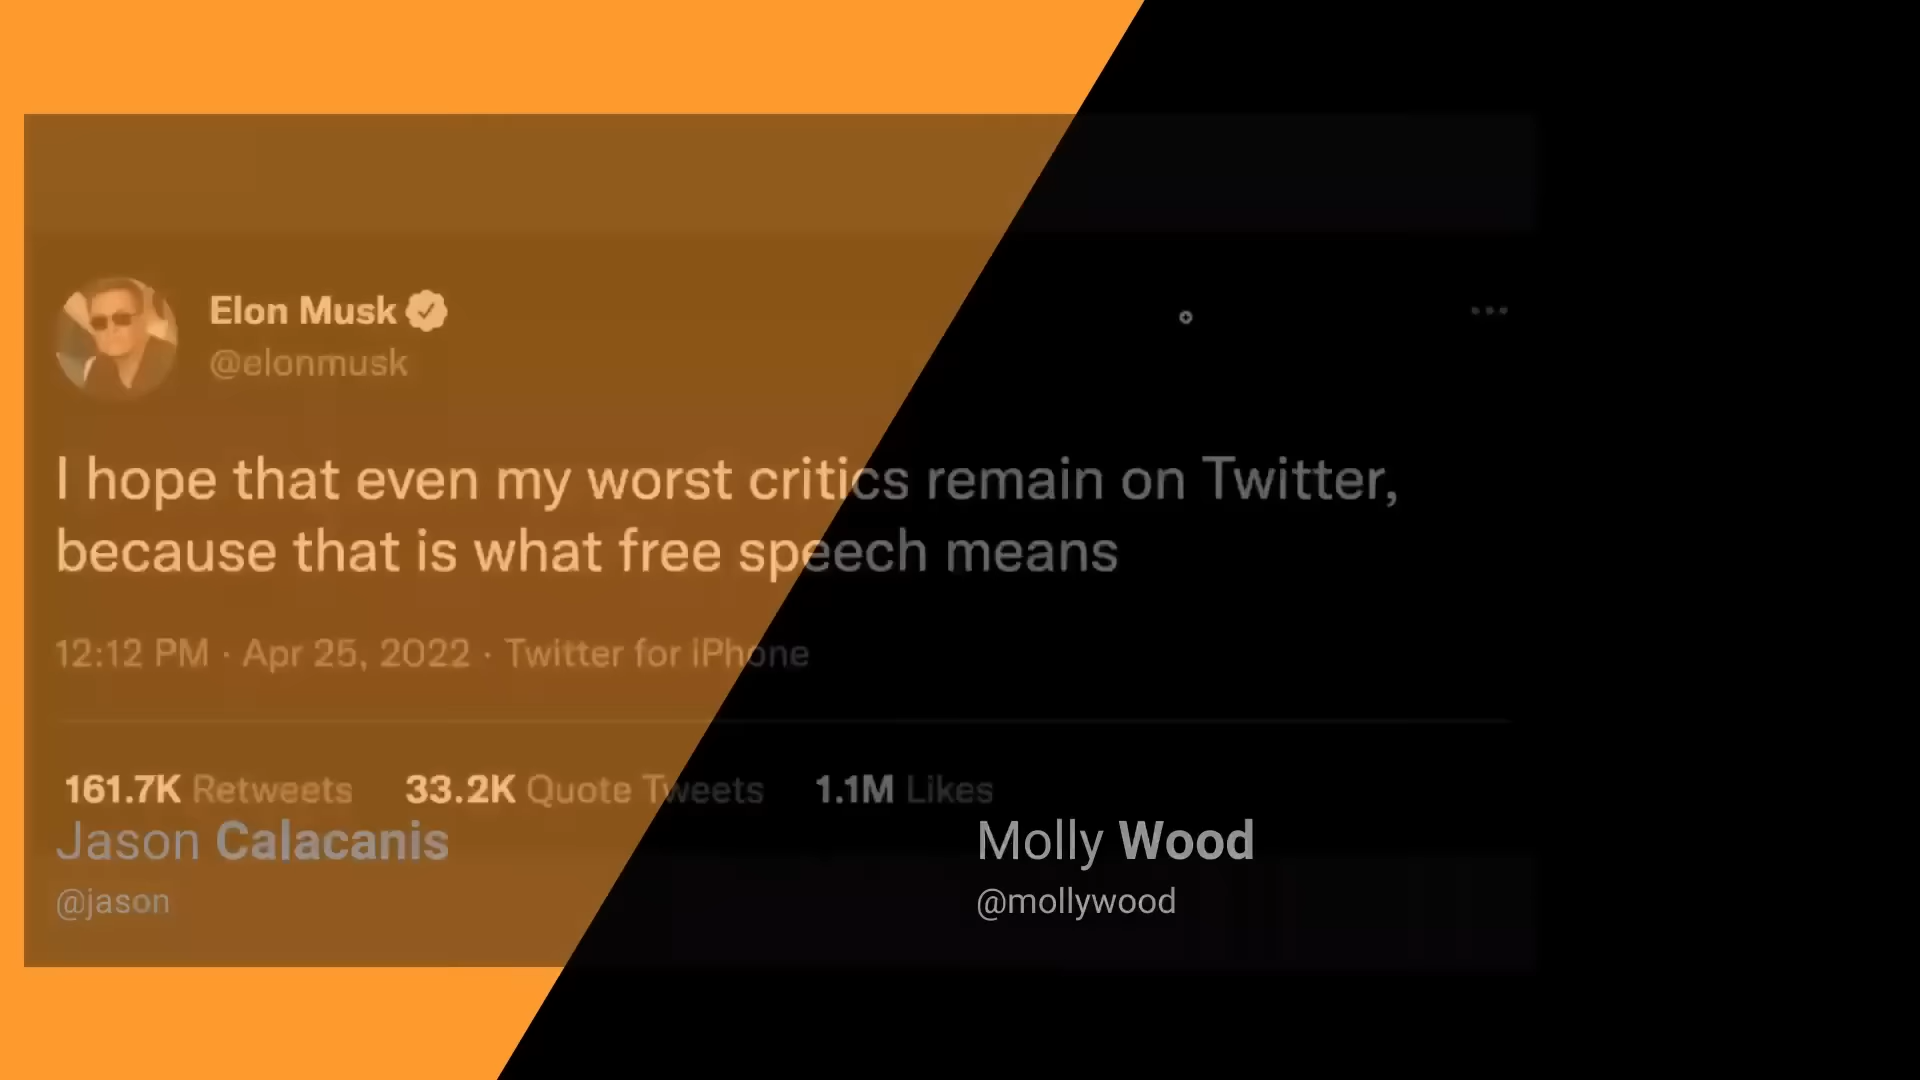 Elon Musk
@elonmusk
I hope that even my worst critics remain on Twitter,
because that is what free speech means
12:12 PM · Apr 25, 2022 · Twitter for iPhone
161.7K Retweets 33.2K Quote Tweets 1.1M Likes
Jason Calacanis
@jason
Molly Wood
@mollywood